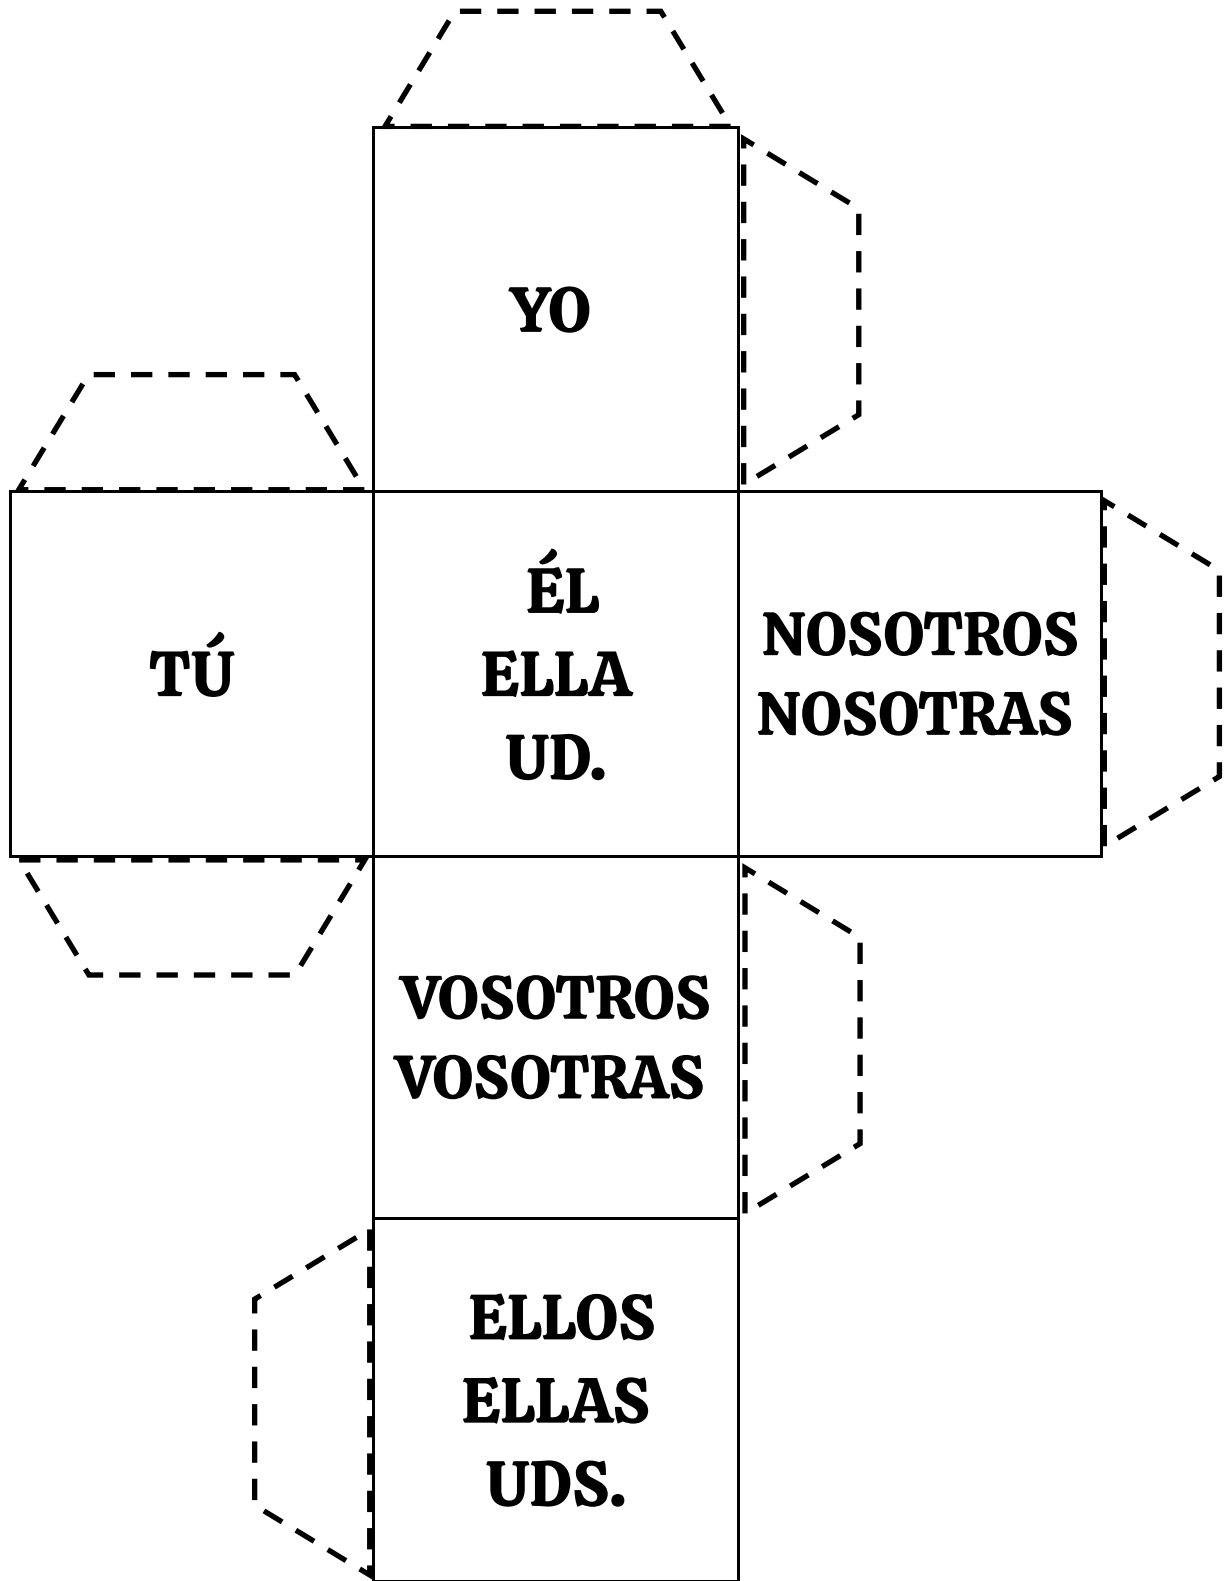 YO
TÚ
ÉL
ELLA
UD.
NOSOTROS
NOSOTRAS
VOSOTROS
VOSOTRAS
ELLOS
ELLAS
UDS.